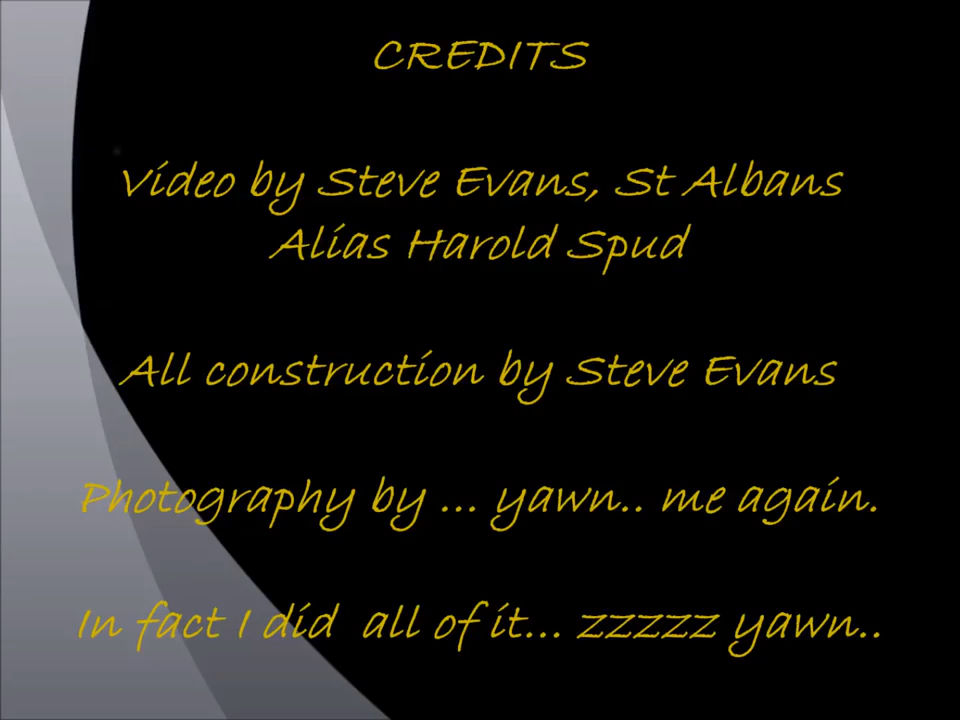 CREDITS
Video by Steve Evans, St Albans
Alias Harold Spud
All construction by Steve Evans
Photography by ... yawn.. me again.
In fact I did all of it... zzzzz yawn..